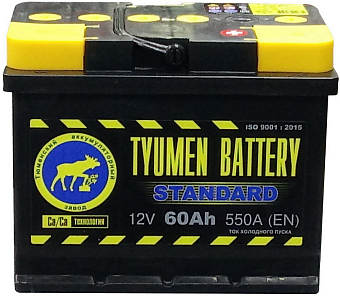 ISO 9001 : 2015
тюменский аккумуляторный
завод
TYUMEN BATTERY
STANDARD
Ca/Ca
технология
12V 60Ah 550A (EN)
ток холодного пуска